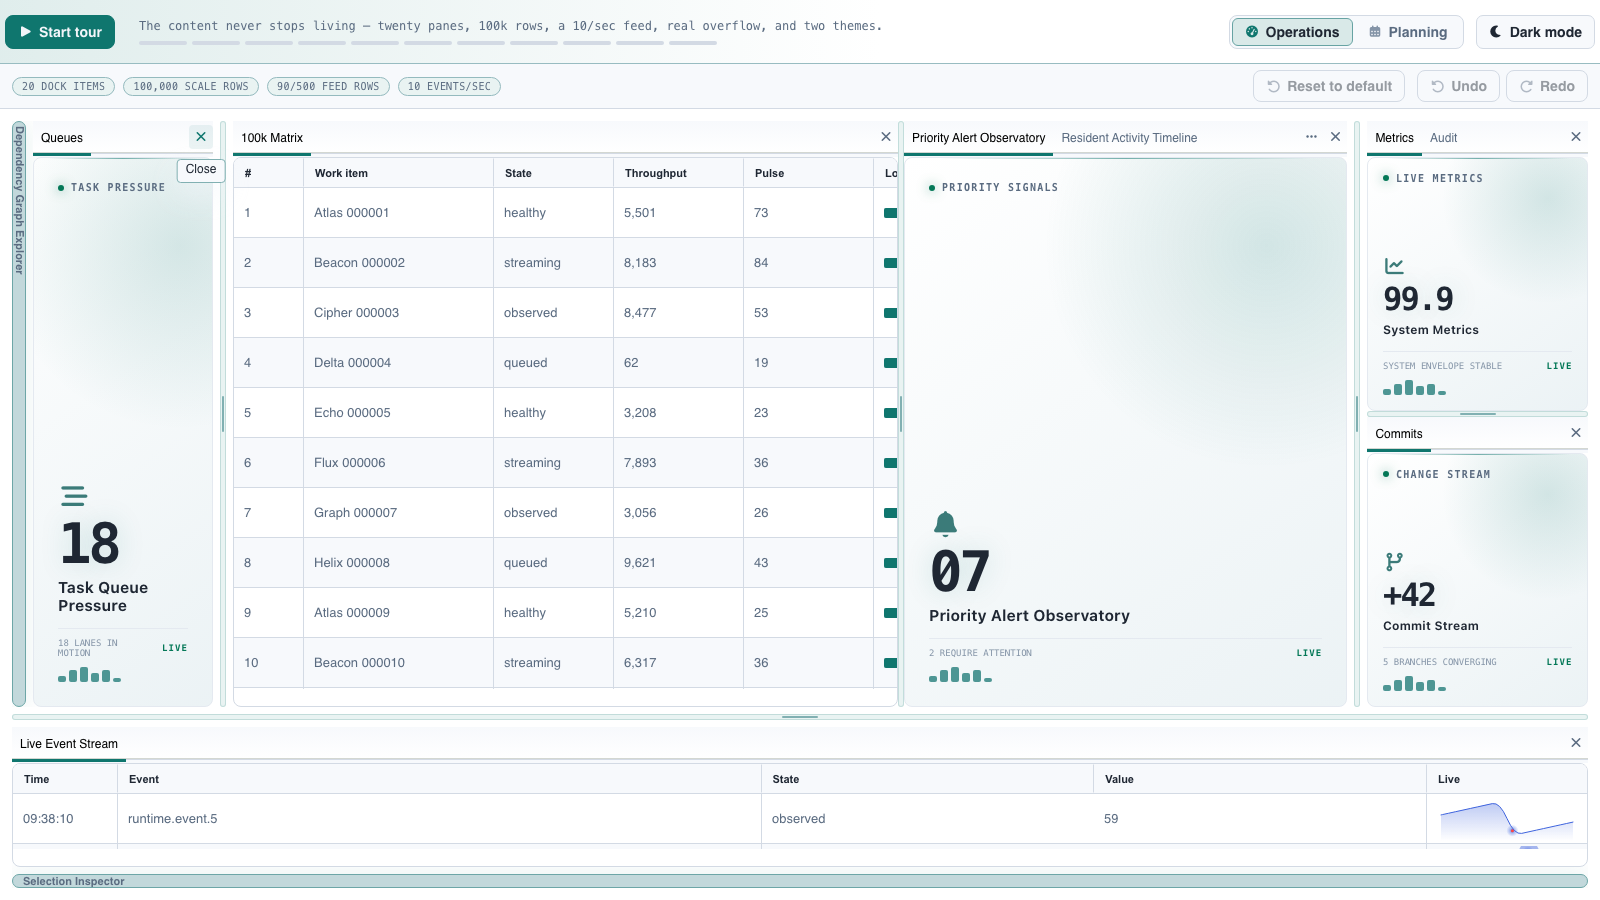 Start tour
The content never stops living — twenty panes, 100k rows, a 10/sec feed, real overflow, and two themes.
Operations
Planning
Dark mode
20 DOCK ITEMS
100,000 SCALE ROWS
90/500 FEED ROWS
10 EVENTS/SEC
Reset to default
Undo
Redo
Dependency Graph Explorer
Queues
Close
TASK PRESSURE
18
Task Queue
Pressure
18 LANES IN
MOTION
LIVE
100k Matrix
# Work item State Throughput Pulse Lo
1 Atlas 000001 healthy 5,501 73
2 Beacon 000002 streaming 8,183 84
3 Cipher 000003 observed 8,477 53
4 Delta 000004 queued 62 19
5 Echo 000005 healthy 3,208 23
6 Flux 000006 streaming 7,893 36
7 Graph 000007 observed 3,056 26
8 Helix 000008 queued 9,621 43
9 Atlas 000009 healthy 5,210 25
10 Beacon 000010 streaming 6,317 36
Priority Alert Observatory
Resident Activity Timeline
PRIORITY SIGNALS
07
Priority Alert Observatory
2 REQUIRE ATTENTION
LIVE
Metrics
Audit
LIVE METRICS
99.9
System Metrics
SYSTEM ENVELOPE STABLE
LIVE
Commits
CHANGE STREAM
+42
Commit Stream
5 BRANCHES CONVERGING
LIVE
Live Event Stream
Time Event State Value Live
09:38:10 runtime.event.5 observed 59
Selection Inspector